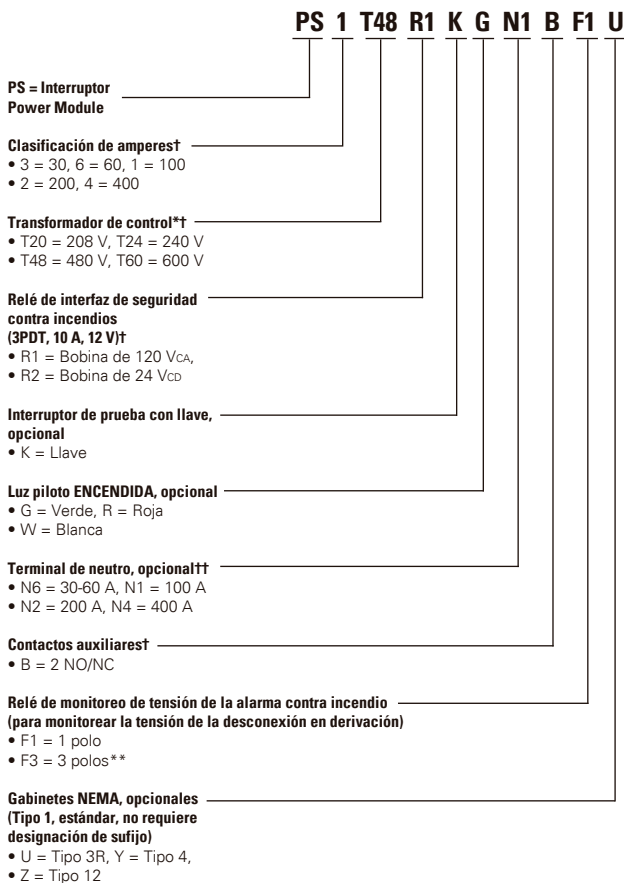 PS 1 T48 R1 K G N1 B F1 U
PS = Interruptor
Power Module
Clasificación de amperes†
• 3 = 30, 6 = 60, 1 = 100
• 2 = 200, 4 = 400
Transformador de control*†
• T20 = 208 V, T24 = 240 V
• T48 = 480 V, T60 = 600 V
Relé de interfaz de seguridad
contra incendios
(3PDT, 10 A, 12 V)†
• R1 = Bobina de 120 VCA,
• R2 = Bobina de 24 VCD
Interruptor de prueba con llave,
opcional
• K = Llave
Luz piloto ENCENDIDA, opcional
• G = Verde, R = Roja
• W = Blanca
Terminal de neutro, opcional††
• N6 = 30-60 A, N1 = 100 A
• N2 = 200 A, N4 = 400 A
Contactos auxiliares†
• B = 2 NO/NC
Relé de monitoreo de tensión de la alarma contra incendio
(para monitorear la tensión de la desconexión en derivación)
• F1 = 1 polo
• F3 = 3 polos**
Gabinetes NEMA, opcionales
(Tipo 1, estándar, no requiere
designación de sufijo)
• U = Tipo 3R, Y = Tipo 4,
• Z = Tipo 12